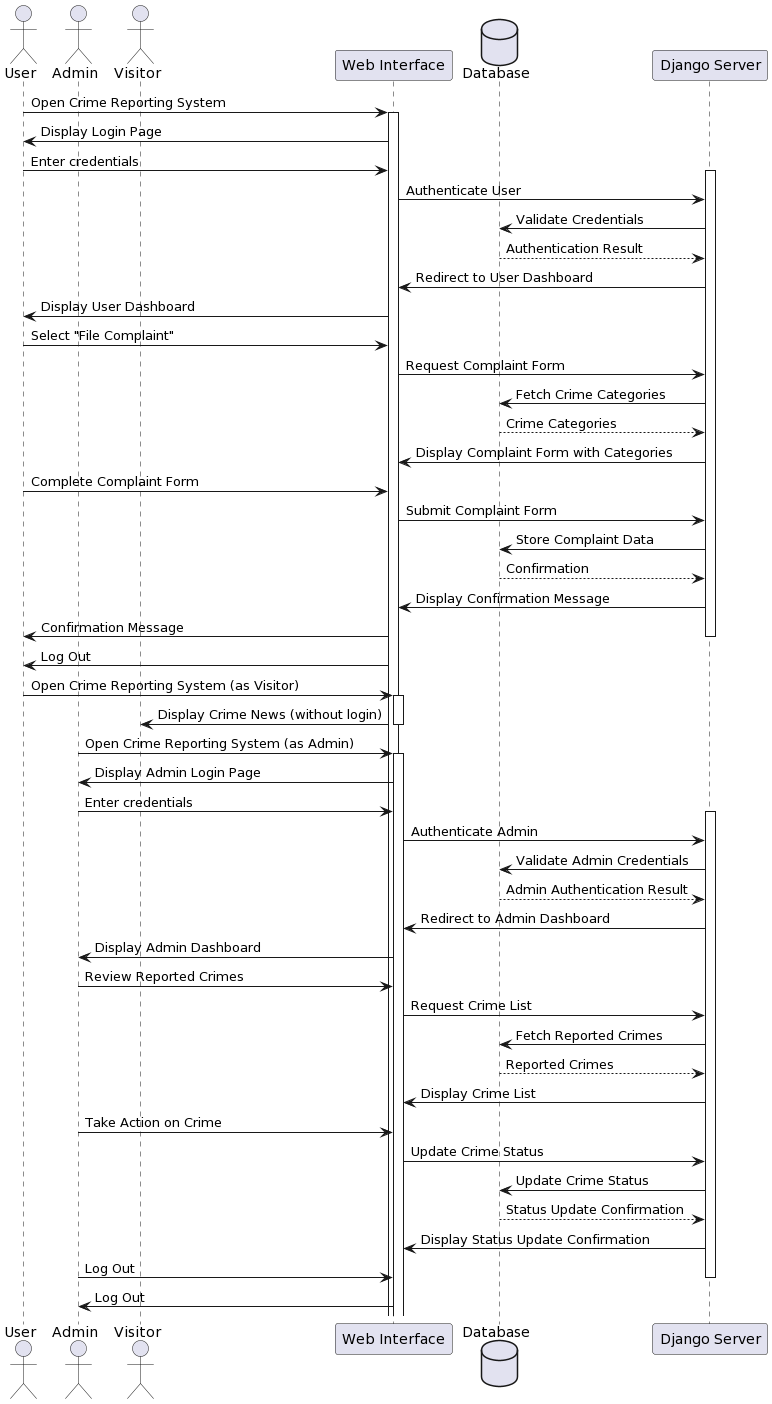 User Admin Visitor Web Interface Database Django Server
Open Crime Reporting System
Display Login Page
Enter credentials
Authenticate User
Validate Credentials
Authentication Result
Redirect to User Dashboard
Display User Dashboard
Select "File Complaint"
Request Complaint Form
Fetch Crime Categories
Crime Categories
Display Complaint Form with Categories
Complete Complaint Form
Submit Complaint Form
Store Complaint Data
Confirmation
Display Confirmation Message
Confirmation Message
Log Out
Open Crime Reporting System (as Visitor)
Display Crime News (without login)
Open Crime Reporting System (as Admin)
Display Admin Login Page
Enter credentials
Authenticate Admin
Validate Admin Credentials
Admin Authentication Result
Redirect to Admin Dashboard
Display Admin Dashboard
Review Reported Crimes
Request Crime List
Fetch Reported Crimes
Reported Crimes
Display Crime List
Take Action on Crime
Update Crime Status
Update Crime Status
Status Update Confirmation
Display Status Update Confirmation
Log Out
Log Out
User Admin Visitor Web Interface Database Django Server